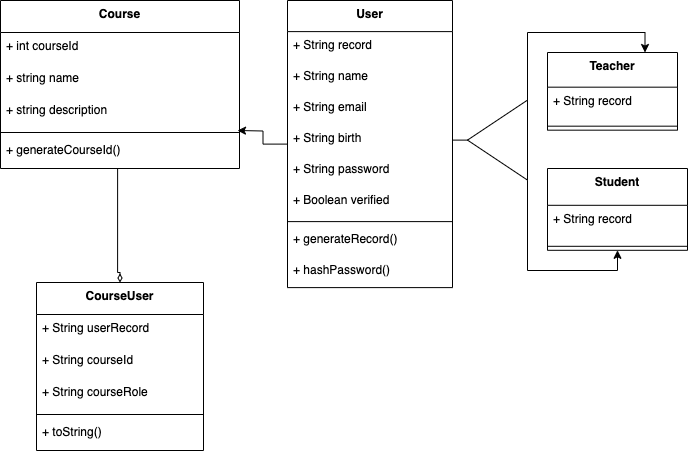 Course
+ int courseId
+ string name
+ string description
+ generateCourseId()
User
+ String record
+ String name
+ String email
+ String birth
+ String password
+ Boolean verified
+ generateRecord()
+ hashPassword()
Teacher
+ String record
Student
+ String record
CourseUser
+ String userRecord
+ String courseId
+ String courseRole
+ toString()